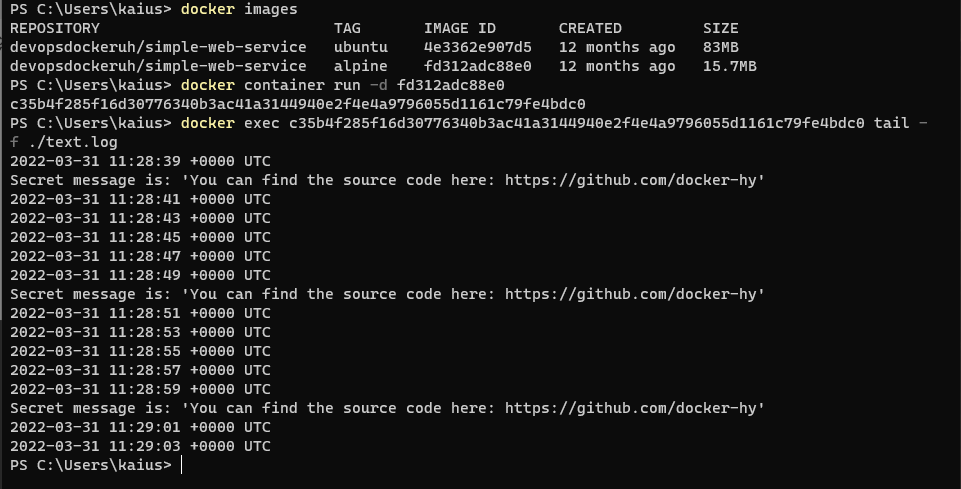 PS C:\Users\kaius> docker images
REPOSITORY                          TAG       IMAGE ID       CREATED         SIZE
devopsdockeruh/simple-web-service   ubuntu    4e3362e907d5   12 months ago   83MB
devopsdockeruh/simple-web-service   alpine    fd312adc88e0   12 months ago   15.7MB
PS C:\Users\kaius> docker container run -d fd312adc88e0
c35b4f285f16d30776340b3ac41a3144940e2f4e4a9796055d1161c79fe4bdc0
PS C:\Users\kaius> docker exec c35b4f285f16d30776340b3ac41a3144940e2f4e4a9796055d1161c79fe4bdc0 tail -
f ./text.log
2022-03-31 11:28:39 +0000 UTC
Secret message is: 'You can find the source code here: https://github.com/docker-hy'
2022-03-31 11:28:41 +0000 UTC
2022-03-31 11:28:43 +0000 UTC
2022-03-31 11:28:45 +0000 UTC
2022-03-31 11:28:47 +0000 UTC
2022-03-31 11:28:49 +0000 UTC
Secret message is: 'You can find the source code here: https://github.com/docker-hy'
2022-03-31 11:28:51 +0000 UTC
2022-03-31 11:28:53 +0000 UTC
2022-03-31 11:28:55 +0000 UTC
2022-03-31 11:28:57 +0000 UTC
2022-03-31 11:28:59 +0000 UTC
Secret message is: 'You can find the source code here: https://github.com/docker-hy'
2022-03-31 11:29:01 +0000 UTC
2022-03-31 11:29:03 +0000 UTC
PS C:\Users\kaius>